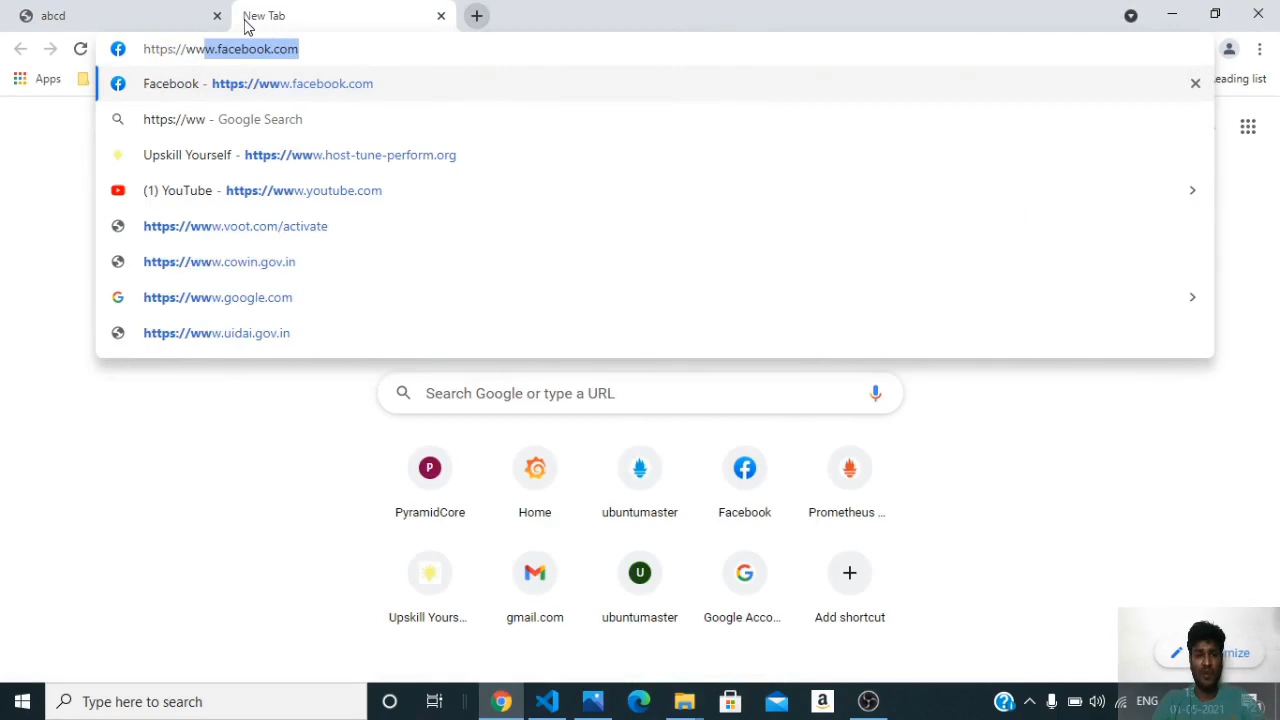 abcd
New Tab
https://www.facebook.com
Apps
Facebook - https://www.facebook.com
eading list
https://ww - Google Search
Upskill Yourself - https://www.host-tune-perform.org
(1) YouTube - https://www.youtube.com
https://www.voot.com/activate
https://www.cowin.gov.in
https://www.google.com
https://www.uidai.gov.in
Search Google or type a URL
P
PyramidCore
Home
ubuntumaster
Facebook
Prometheus ...
U
Upskill Yours...
gmail.com
ubuntumaster
Google Acco...
Add shortcut
mize
Type here to search
a
ENG